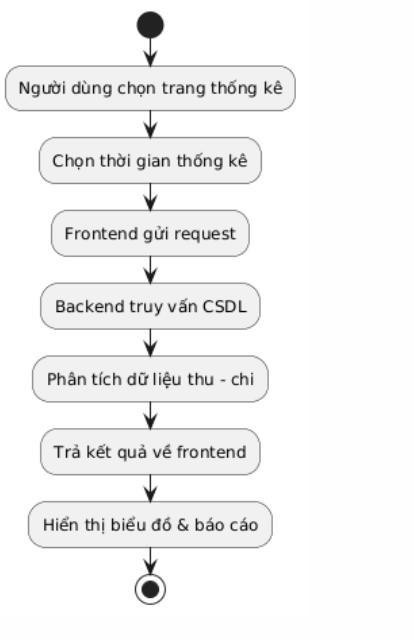 Người dùng chọn trang thống kê
Chọn thời gian thống kê
Frontend gửi request
Backend truy vấn CSDL
Phân tích dữ liệu thu - chi
Trả kết quả về frontend
Hiển thị biểu đồ & báo cáo